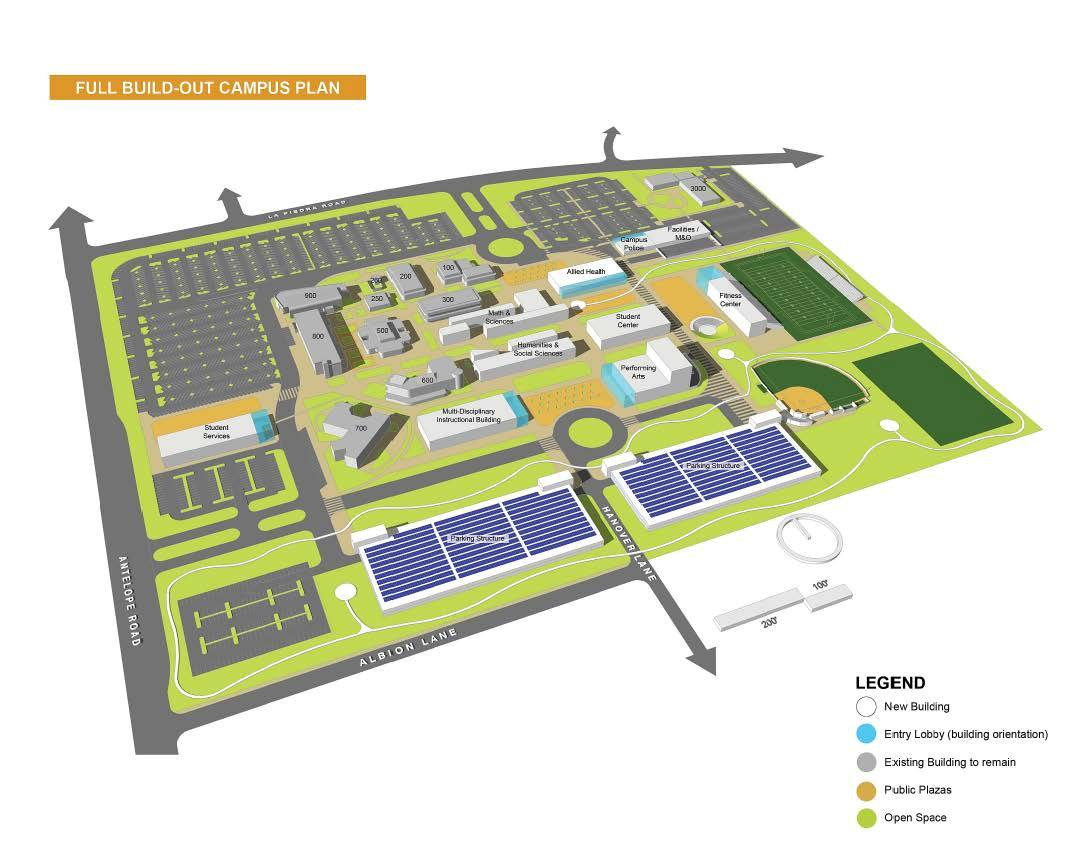 FULL BUILD-OUT CAMPUS PLAN
LA PIEDRA ROAD
3000
Facilities /
M&O
Campus
Police
Allied Health
100
200
250
300
900
800
500
Math &
Sciences
Student
Center
Fitness
Center
Humanities &
Social Sciences
Performing
Arts
600
Multi-Disciplinary
Instructional Building
700
Student
Services
Parking Structure
Parking Structure
HANOVER LANE
ANTELOPE ROAD
ALBION LANE
100'
200'
LEGEND
New Building
Entry Lobby (building orientation)
Existing Building to remain
Public Plazas
Open Space